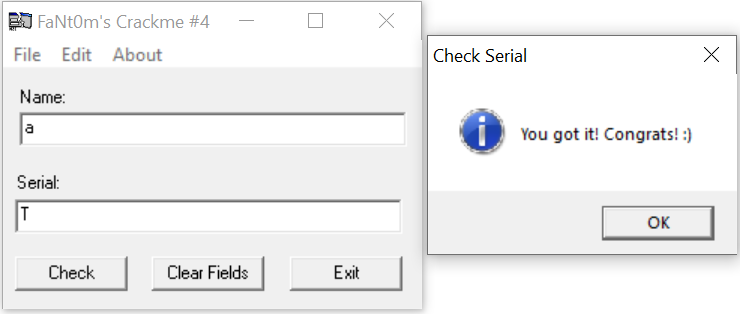 FaNt0m's Crackme #4
File Edit About
Name:
a
Serial:
T
Check Clear Fields Exit
Check Serial
You got it! Congrats! :)
OK